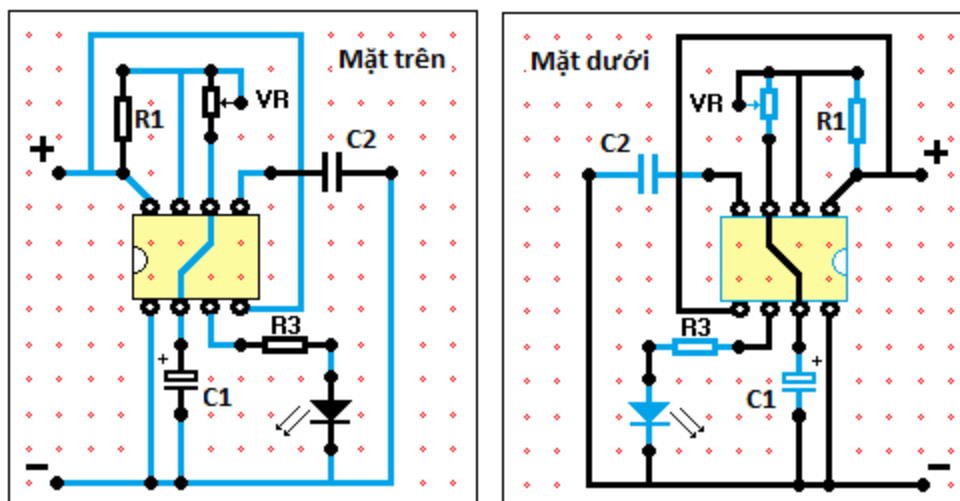 Mặt trên
R1
VR
C2
+
R3
+
C1
−
Mặt dưới
VR
R1
C2
+
R3
+
C1
−